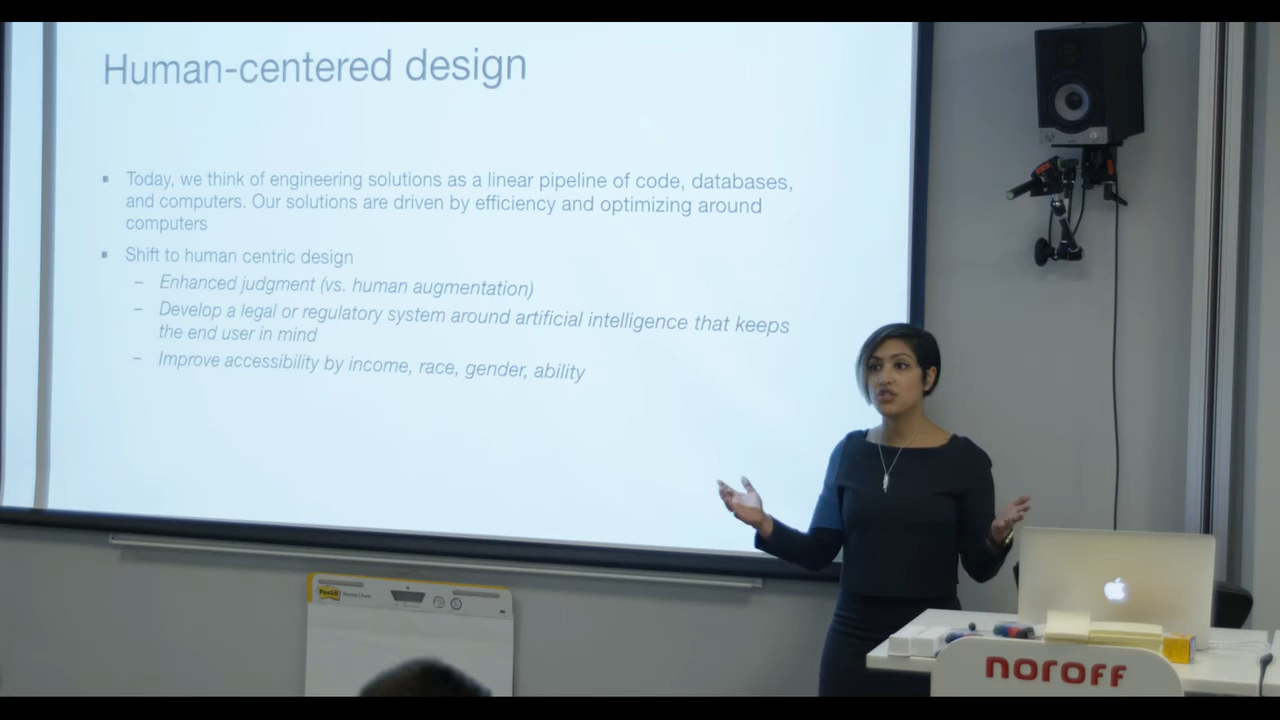 Human-centered design
▪ Today, we think of engineering solutions as a linear pipeline of code, databases,
and computers. Our solutions are driven by efficiency and optimizing around
computers
▪ Shift to human centric design
– Enhanced judgment (vs. human augmentation)
– Develop a legal or regulatory system around artificial intelligence that keeps
the end user in mind
– Improve accessibility by income, race, gender, ability
Post-it
noroff